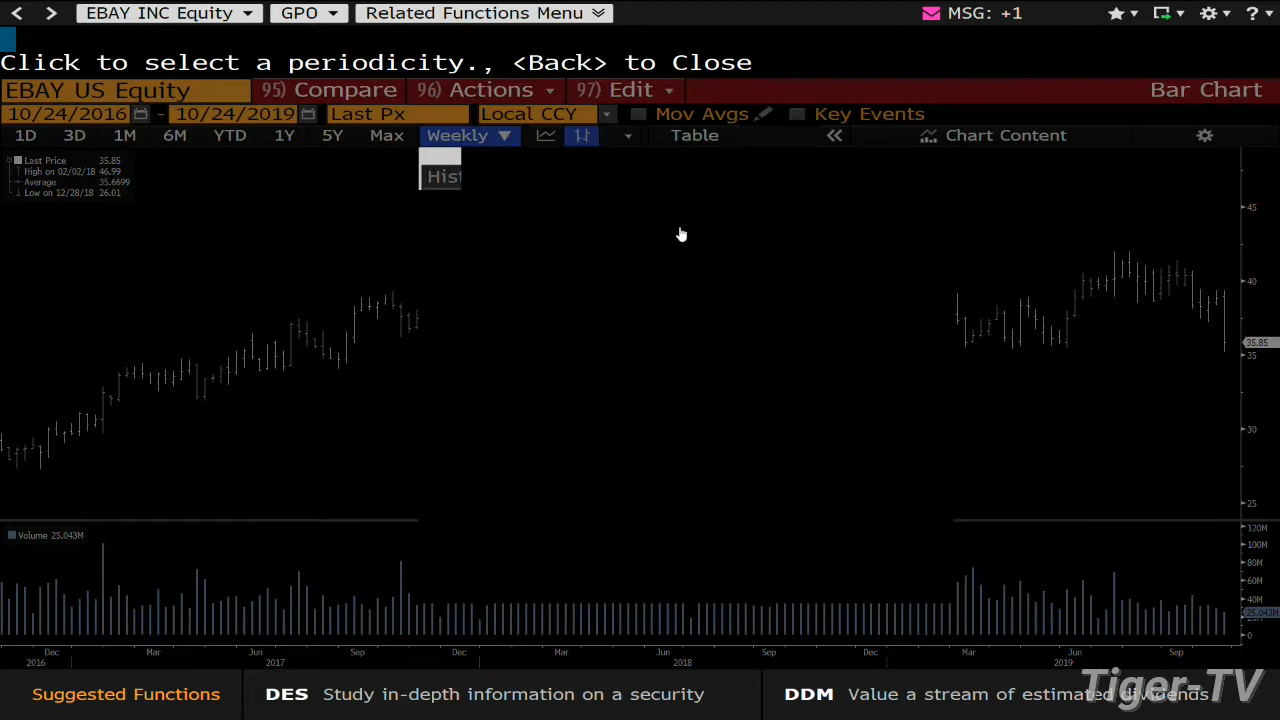 EBAY INC Equity GPO Related Functions Menu MSG: +1 ?
Click to select a periodicity., <Back> to Close
EBAY US Equity 95) Compare 96) Actions 97) Edit Bar Chart
10/24/2016 - 10/24/2019 Last Px Local CCY Mov Avgs Key Events
1D 3D 1M 6M YTD 1Y 5Y Max Weekly Table « Chart Content
Last Price 35.85
High on 02/02/18 46.99
Average 35.6699
Low on 12/28/18 26.01
Hist
45
40
35.85
35
30
25
Volume 25.043M
120M
100M
80M
60M
40M
25.043M
0
Dec Mar Jun Sep Dec Mar Jun Sep Dec Mar Jun Sep
2016 2017 2018 2019
Tiger-TV
Suggested Functions DES Study in-depth information on a security DDM Value a stream of estimated dividends